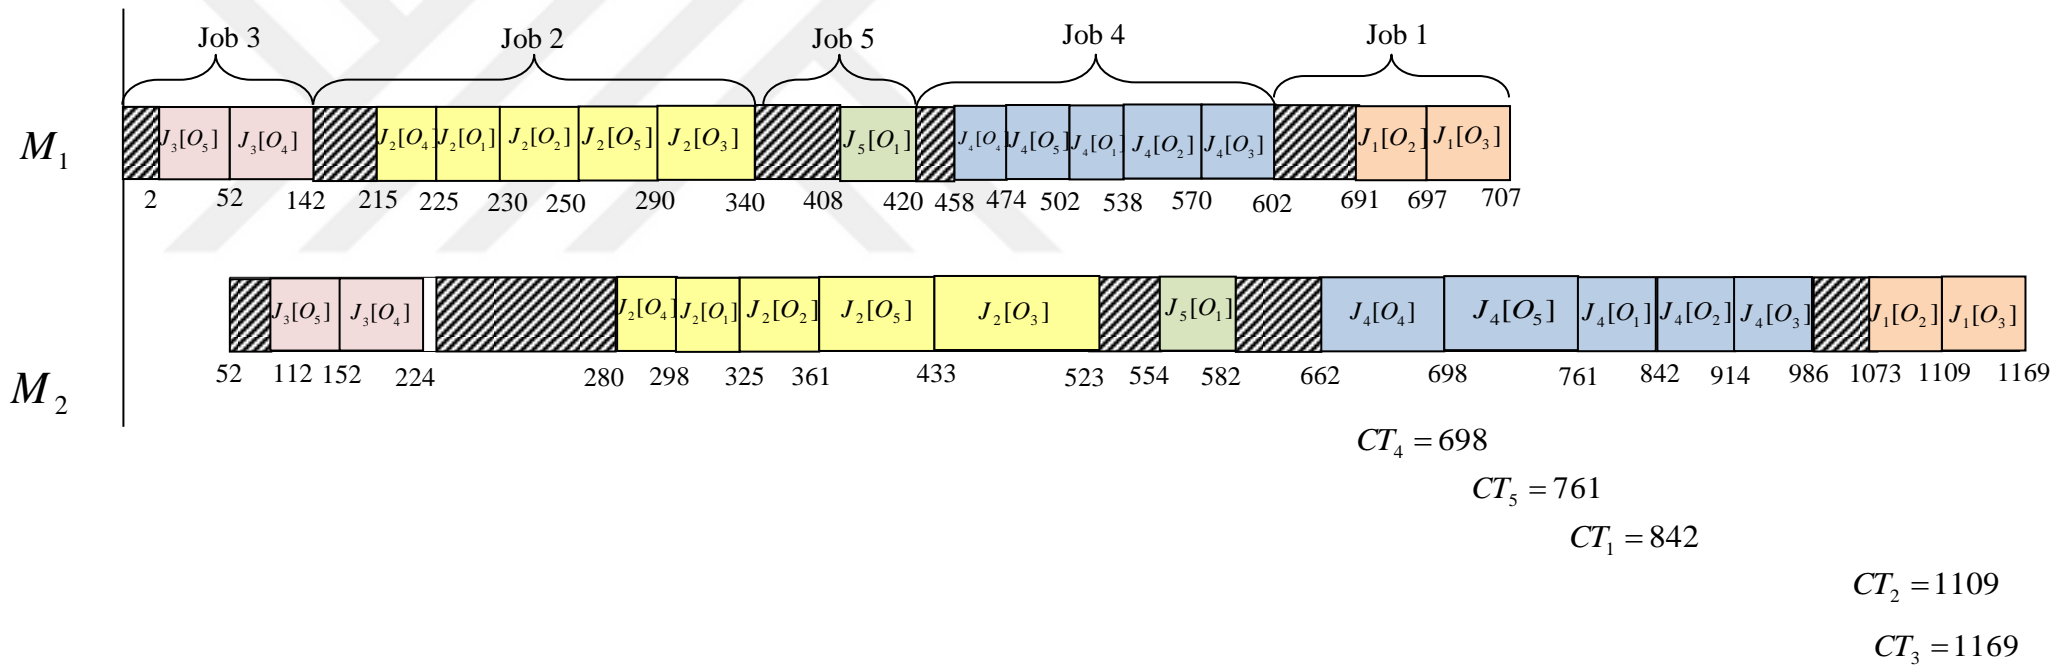 Job 3 Job 2 Job 5 Job 4 Job 1
M₁ J₃[O₅] J₃[O₄] J₂[O₄] J₂[O₁] J₂[O₂] J₂[O₅] J₂[O₃] J₅[O₁] J₄[O₄] J₄[O₅] J₄[O₁] J₄[O₂] J₄[O₃] J₁[O₂] J₁[O₃]
2 52 142 215 225 230 250 290 340 408 420 458 474 502 538 570 602 691 697 707
J₃[O₅] J₃[O₄] J₂[O₄] J₂[O₁] J₂[O₂] J₂[O₅] J₂[O₃] J₅[O₁] J₄[O₄] J₄[O₅] J₄[O₁] J₄[O₂] J₄[O₃] J₁[O₂] J₁[O₃]
52 112 152 224 280 298 325 361 433 523 554 582 662 698 761 842 914 986 1073 1109 1169
M₂
CT₄ = 698
CT₅ = 761
CT₁ = 842
CT₂ = 1109
CT₃ = 1169